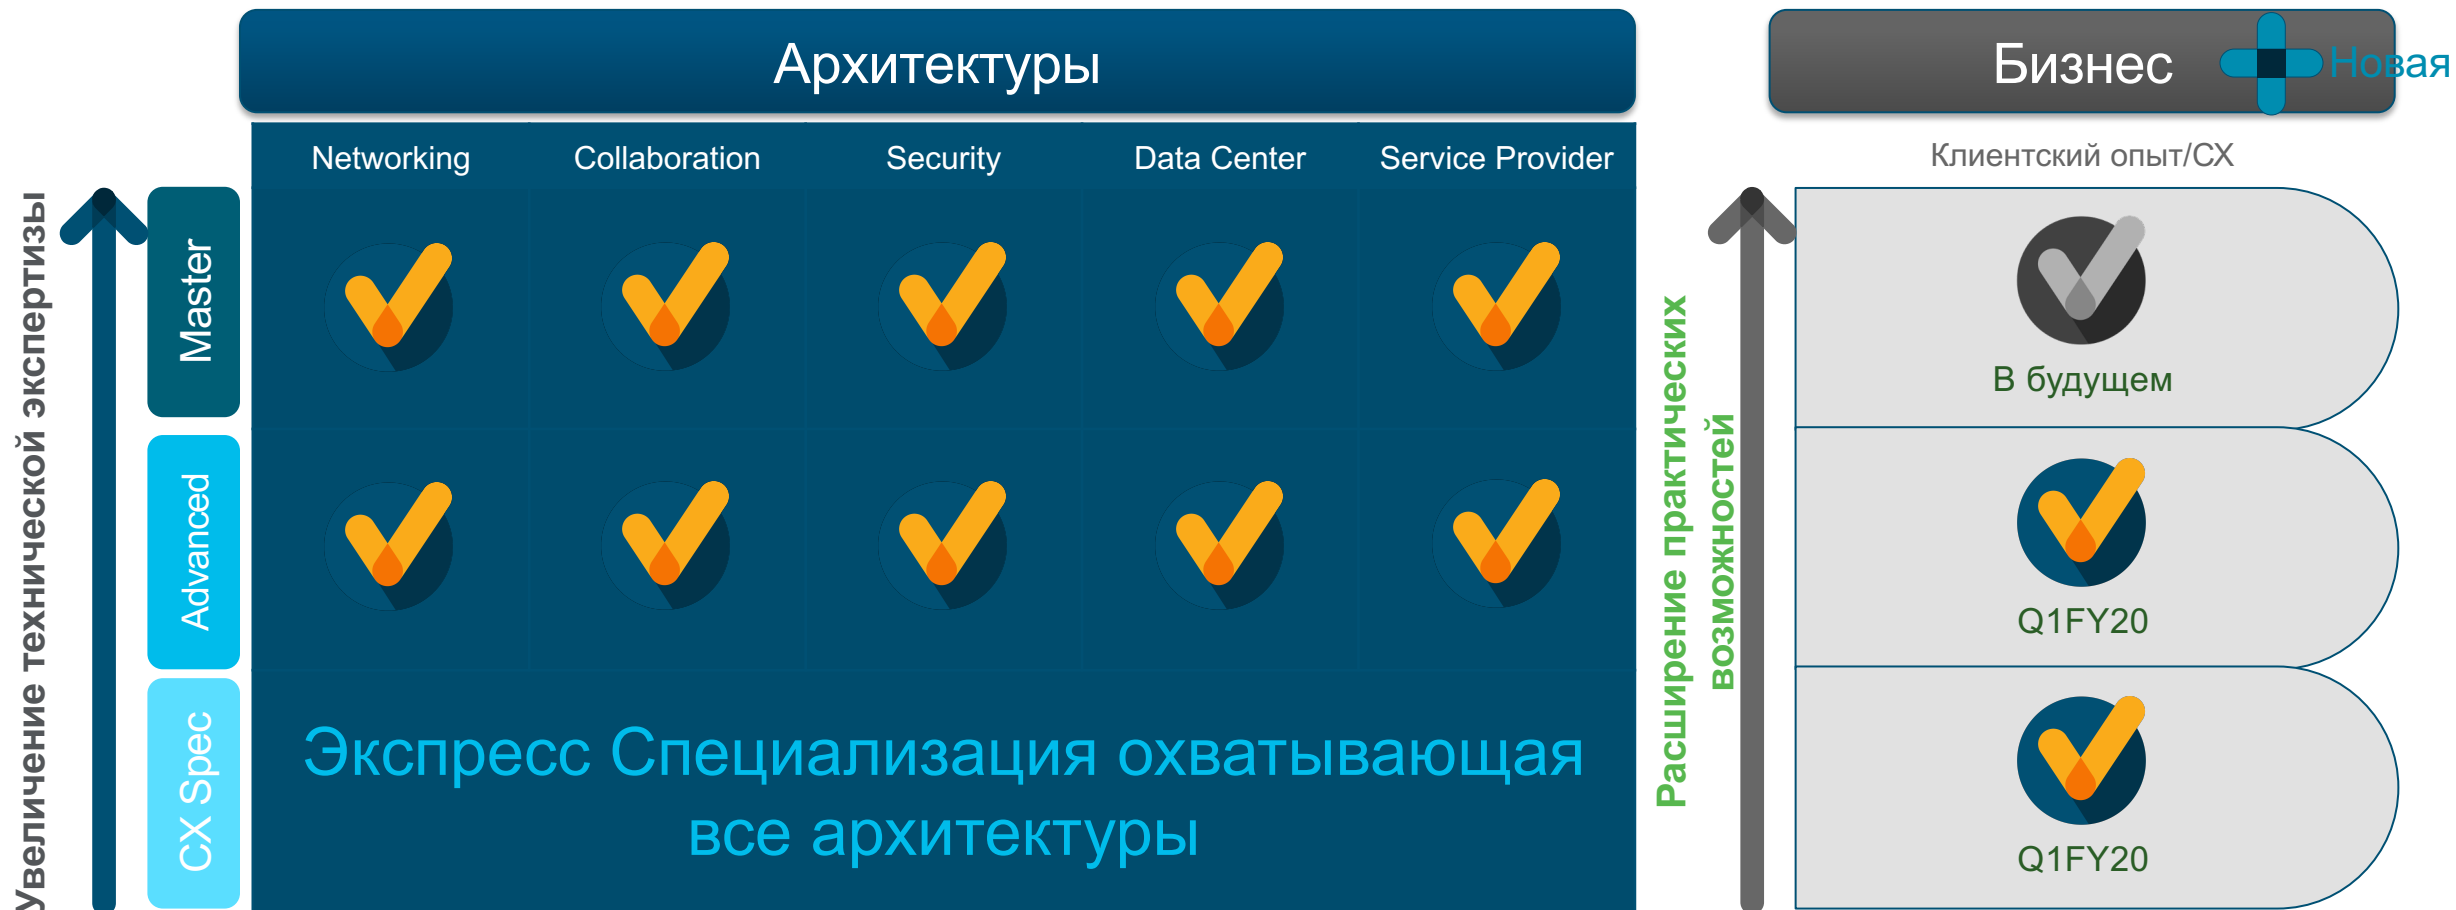 Архитектуры
Бизнес
Новая
Networking
Collaboration
Security
Data Center
Service Provider
Клиентский опыт/CX
Увеличение технической экспертизы
Master
Advanced
CX Spec
Экспресс Специализация охватывающая
все архитектуры
Расширение практических
возможностей
В будущем
Q1FY20
Q1FY20